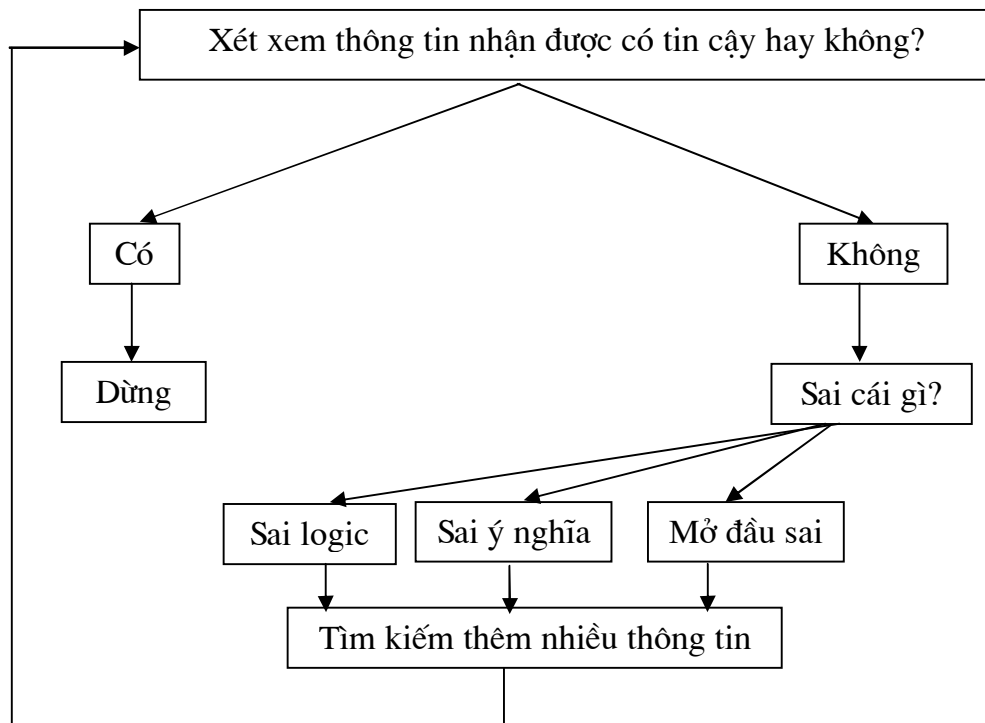 Xét xem thông tin nhận được có tin cậy hay không?
Có
Không
Dừng
Sai cái gì?
Sai logic
Sai ý nghĩa
Mở đầu sai
Tìm kiếm thêm nhiều thông tin